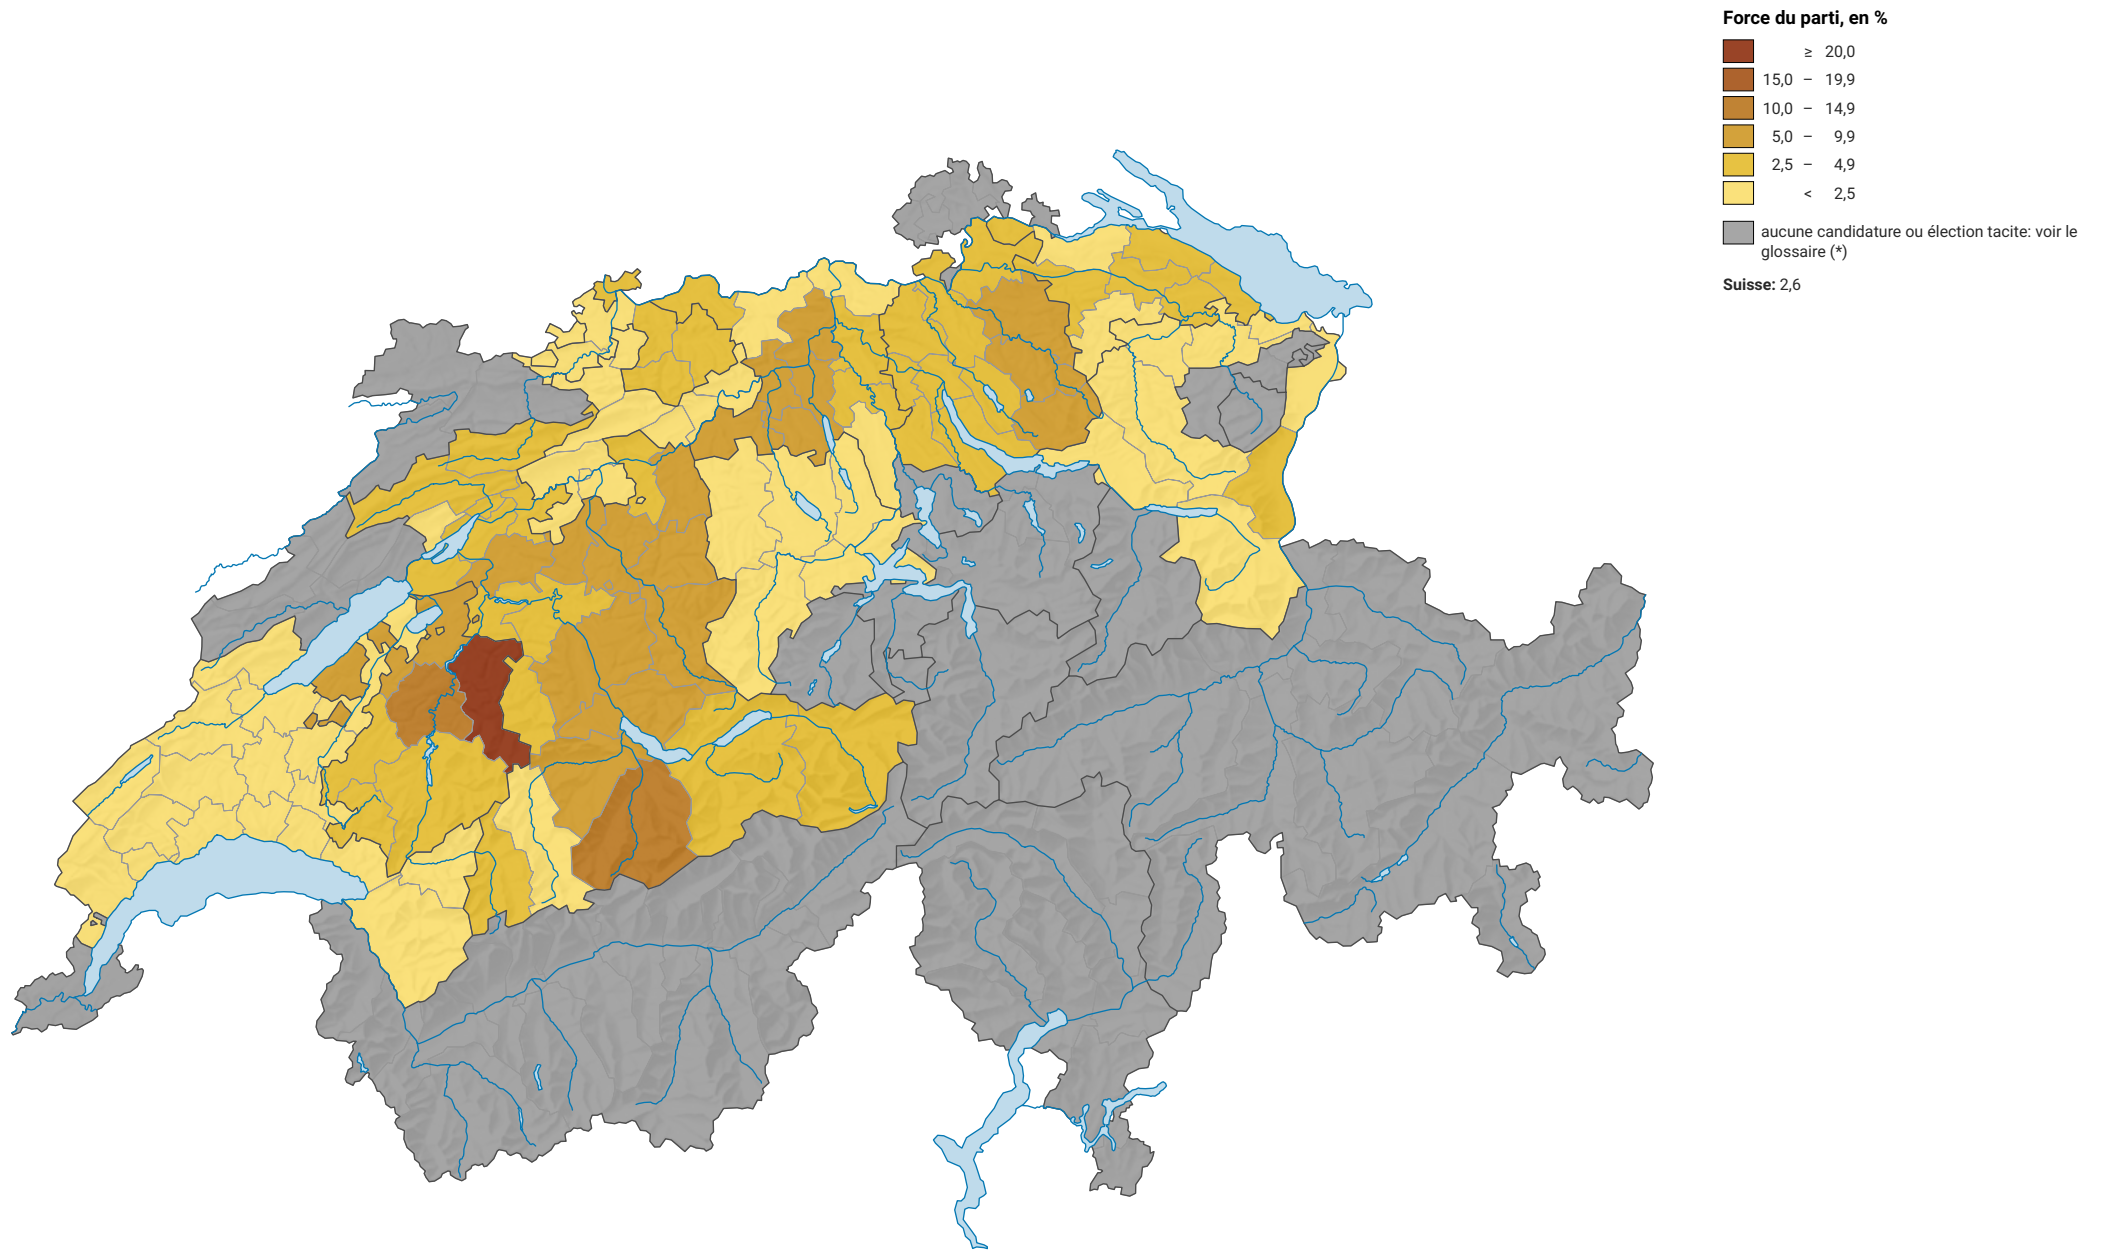 Force du parti, en %
≥ 20,0
15,0 – 19,9
10,0 – 14,9
5,0 – 9,9
2,5 – 4,9
< 2,5
aucune candidature ou élection tacite: voir le
glossaire (*)
Suisse: 2,6